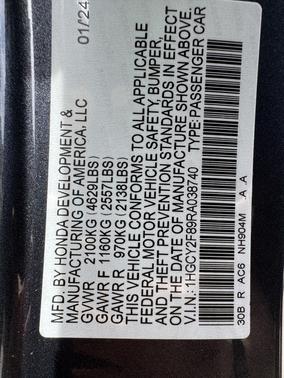 MFD. BY HONDA DEVELOPMENT & 01/24
MANUFACTURING OF AMERICA, LLC
GVWR 2100KG (4629LBS)
GAWR F 1160KG (2557LBS)
GAWR R 970KG (2138LBS)
THIS VEHICLE CONFORMS TO ALL APPLICABLE
FEDERAL MOTOR VEHICLE SAFETY, BUMPER,
AND THEFT PREVENTION STANDARDS IN EFFECT
ON THE DATE OF MANUFACTURE SHOWN ABOVE.
V.I.N.: 1HGCY2F89RA038740 TYPE: PASSENGER CAR
30B R AC6 NH904M A A